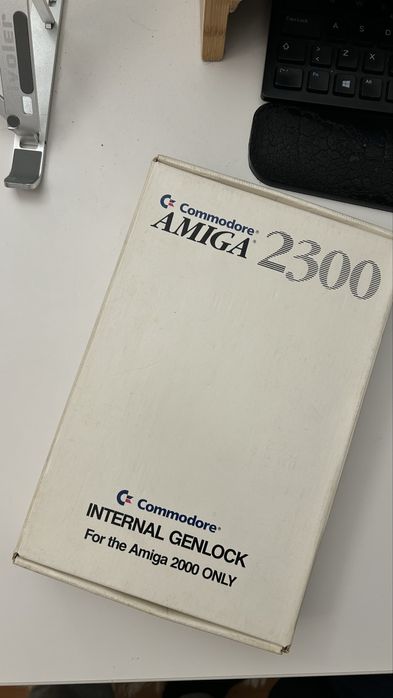 Commodore®
AMIGA® 2300
Commodore®
INTERNAL GENLOCK
For the Amiga 2000 ONLY